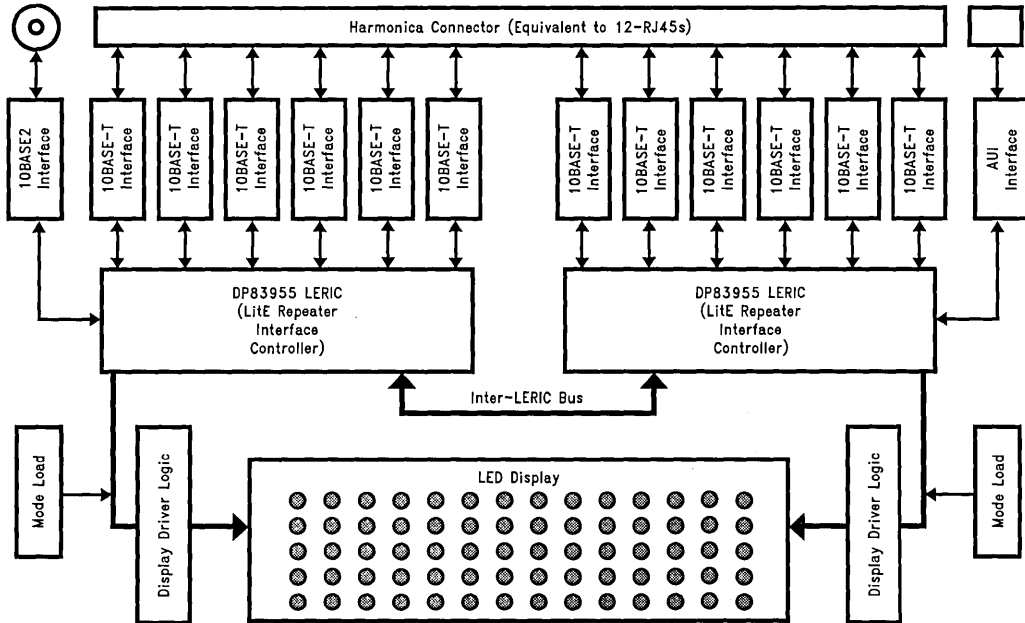 Harmonica Connector (Equivalent to 12-RJ45s)
10BASE2
Interface
10BASE-T
Interface
10BASE-T
Interface
10BASE-T
Interface
10BASE-T
Interface
10BASE-T
Interface
10BASE-T
Interface
10BASE-T
Interface
10BASE-T
Interface
10BASE-T
Interface
10BASE-T
Interface
10BASE-T
Interface
10BASE-T
Interface
AUI
Interface
DP83955 LERIC
(LitE Repeater
Interface
Controller)
DP83955 LERIC
(LitE Repeater
Interface
Controller)
Inter-LERIC Bus
Mode Load
Display Driver Logic
LED Display
Display Driver Logic
Mode Load